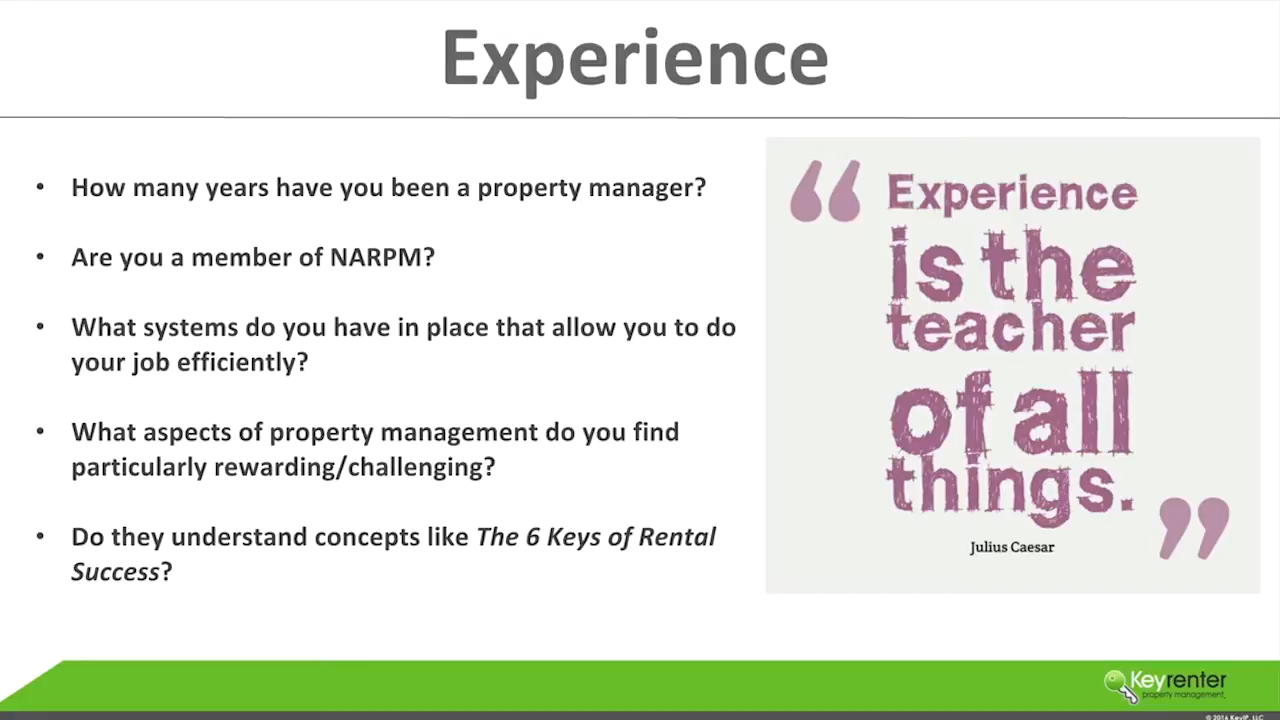 Experience
• How many years have you been a property manager?
• Are you a member of NARPM?
• What systems do you have in place that allow you to do
your job efficiently?
• What aspects of property management do you find
particularly rewarding/challenging?
• Do they understand concepts like The 6 Keys of Rental
Success?
“ Experience
is the
teacher
of all
things. ”
Julius Caesar
Keyrenter
property management.
© 2016 KeyIP, LLC